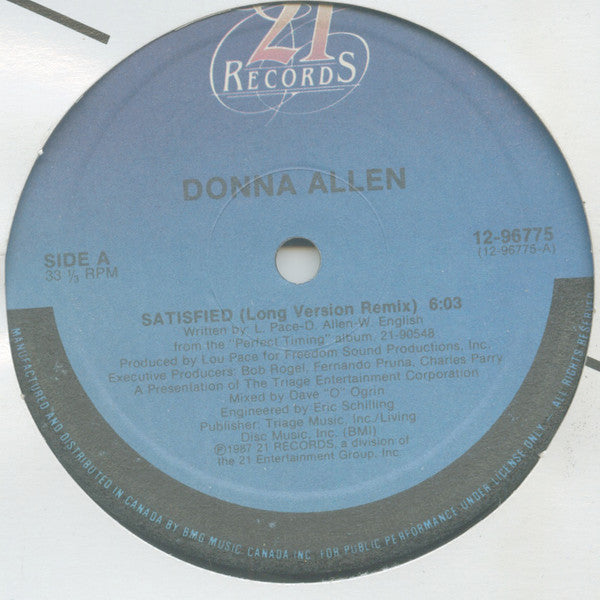 21
RECORDS
DONNA ALLEN
SIDE A
33 ⅓ RPM
12-96775
(12-96775-A)
SATISFIED (Long Version Remix) 6:03
Written by: L. Pace-D. Allen-W. English
from the "Perfect Timing" album. 21-90548
Produced by Lou Pace for Freedom Sound Productions, Inc.
Executive Producers: Bob Rogel, Fernando Pruna, Charles Parry
A Presentation of The Triage Entertainment Corporation
Mixed by Dave "O" Ogrin
Engineered by Eric Schilling
Publisher: Triage Music, Inc./Living
Disc Music, Inc. (BMI)
℗1987 21 RECORDS, a division of
the 21 Entertainment Group, Inc.
MANUFACTURED AND DISTRIBUTED IN CANADA BY BMG MUSIC CANADA INC. FOR PUBLIC PERFORMANCE UNDER LICENSE ONLY. - ALL RIGHTS RESERVED